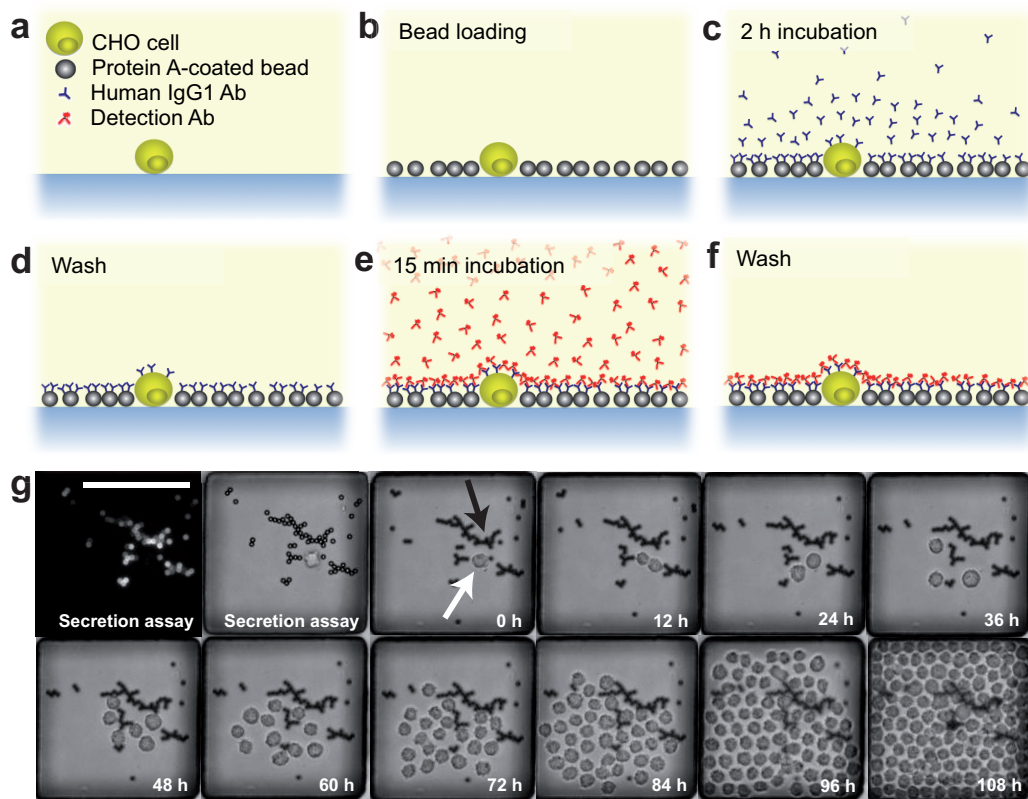 a
CHO cell
Protein A-coated bead
Human IgG1 Ab
Detection Ab
b
Bead loading
c
2 h incubation
d
Wash
e
15 min incubation
f
Wash
g
Secretion assay
Secretion assay
0 h
12 h
24 h
36 h
48 h
60 h
72 h
84 h
96 h
108 h